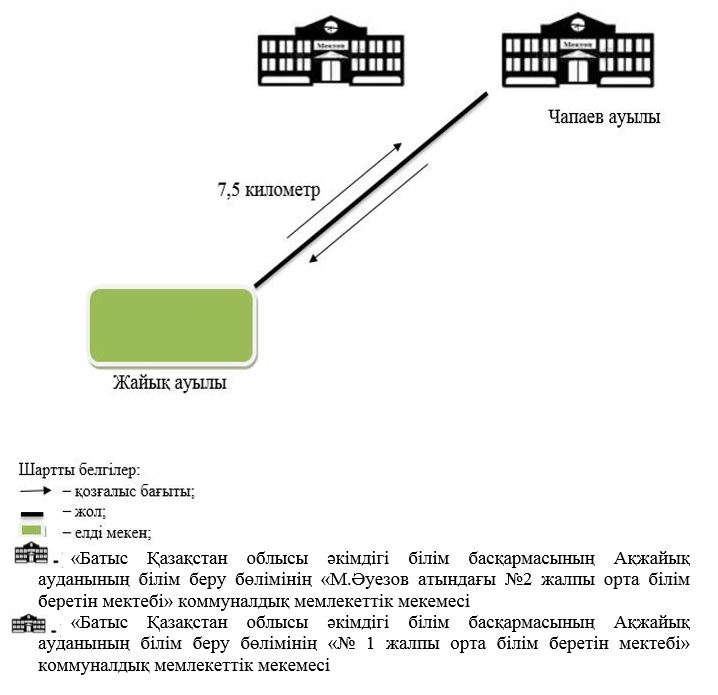 Мектеп
Мектеп
Чапаев ауылы
7,5 километр
Жайық ауылы
Шартты белгілер:
– қозғалыс бағыты;
– жол;
– елді мекен;
- «Батыс Қазақстан облысы әкімдігі білім басқармасының Ақжайық
ауданының білім беру бөлімінің «М.Әуезов атындағы №2 жалпы орта білім
беретін мектебі» коммуналдық мемлекеттік мекемесі
- «Батыс Қазақстан облысы әкімдігі білім басқармасының Ақжайық
ауданының білім беру бөлімінің «№ 1 жалпы орта білім беретін мектебі»
коммуналдық мемлекеттік мекемесі